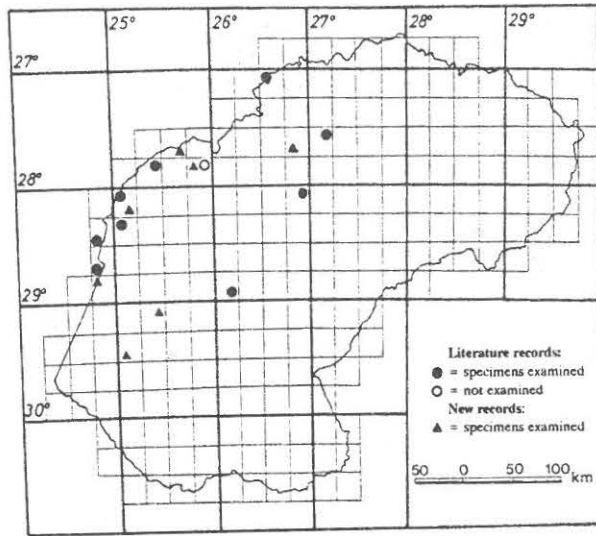 25° 26° 27° 28° 29°
27°
28°
29°
30°
Literature records:
● = specimens examined
○ = not examined
New records:
▲ = specimens examined
50 0 50 100
km